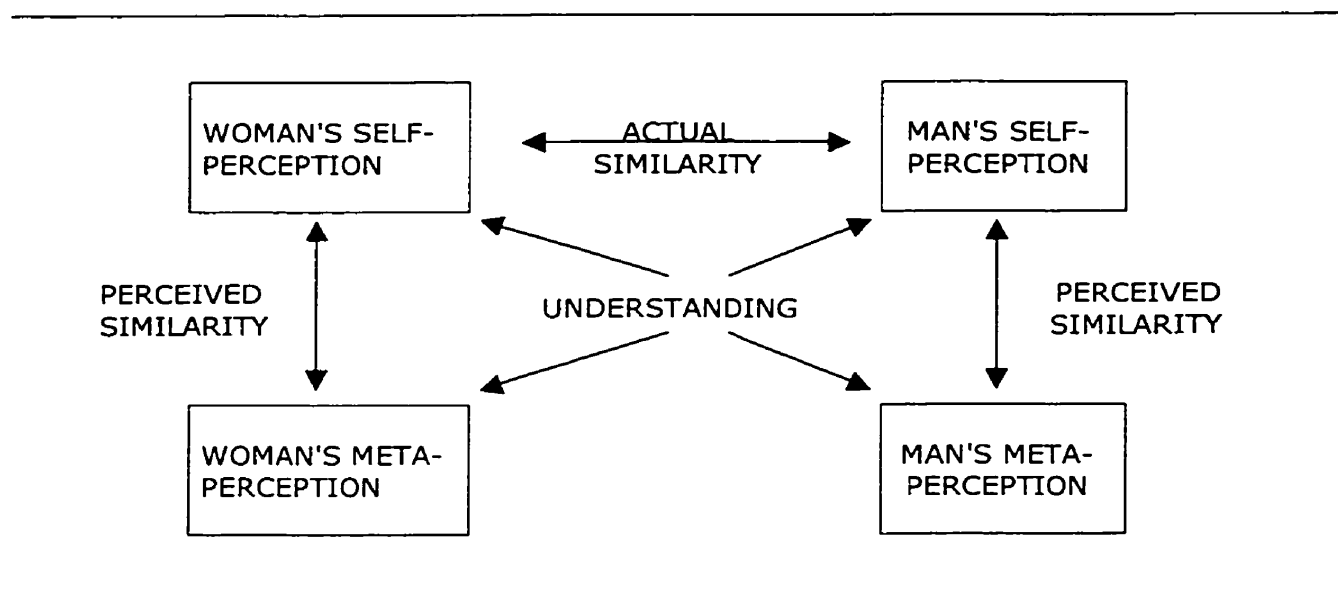 WOMAN'S SELF-
PERCEPTION
ACTUAL
SIMILARITY
MAN'S SELF-
PERCEPTION
PERCEIVED
SIMILARITY
UNDERSTANDING
PERCEIVED
SIMILARITY
WOMAN'S META-
PERCEPTION
MAN'S META-
PERCEPTION